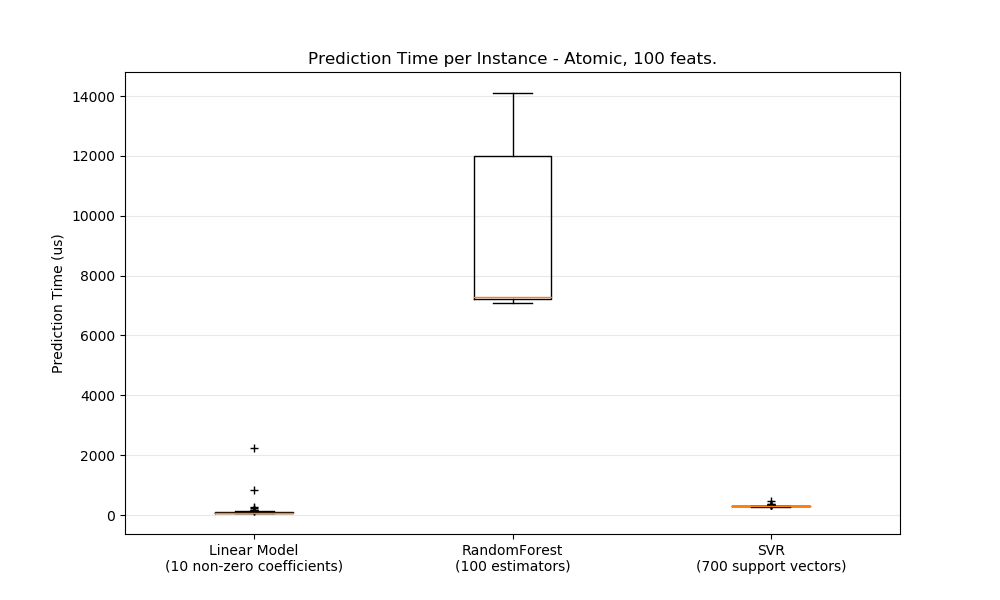 Prediction Time per Instance - Atomic, 100 feats.
Prediction Time (us)
14000
12000
10000
8000
6000
4000
2000
0
Linear Model
(10 non-zero coefficients)
RandomForest
(100 estimators)
SVR
(700 support vectors)